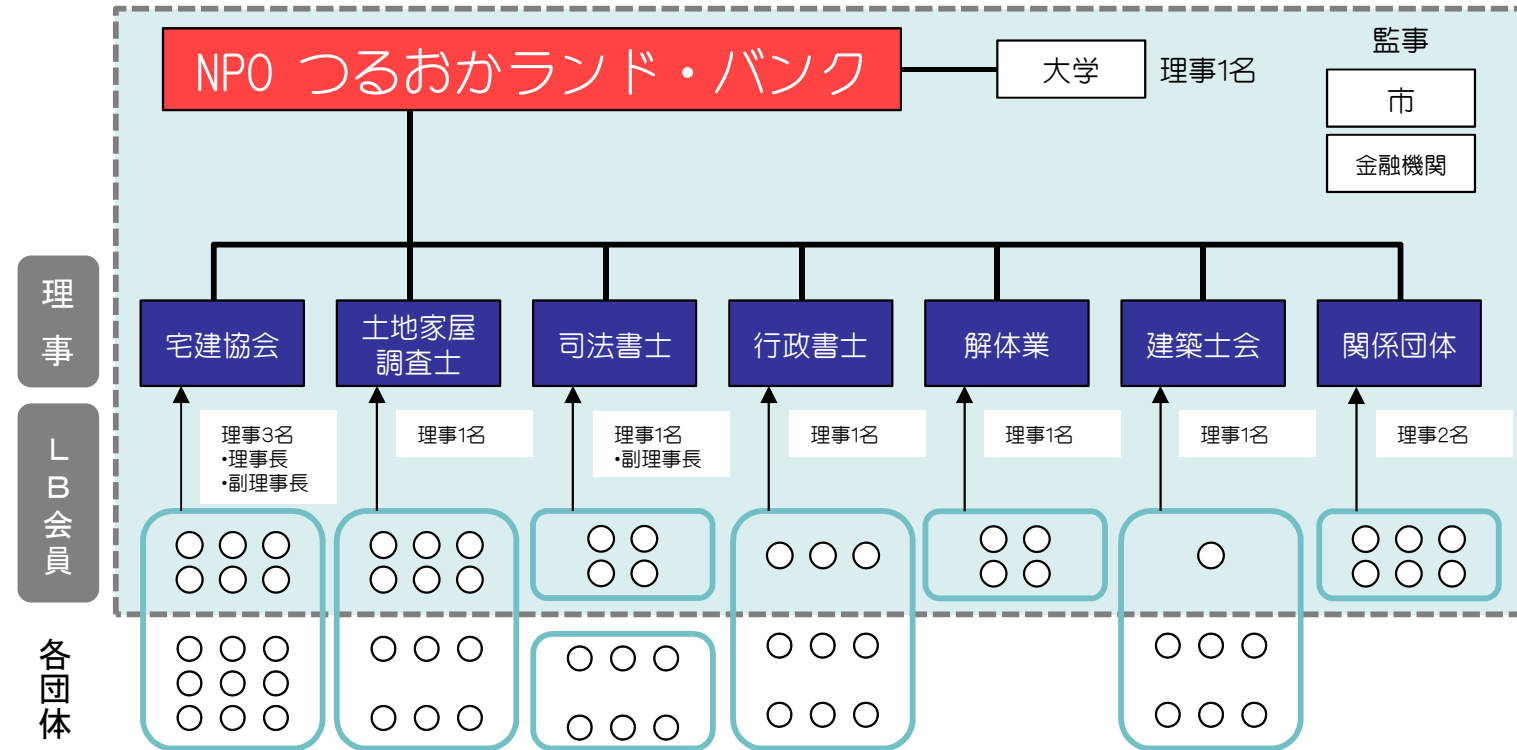 NPO つるおかランド・バンク
大学
理事1名
監事
市
金融機関
理
事
宅建協会
土地家屋
調査士
司法書士
行政書士
解体業
建築士会
関係団体
LB会員
理事3名
・理事長
・副理事長
理事1名
理事1名
・副理事長
理事1名
理事1名
理事1名
理事2名
各団体